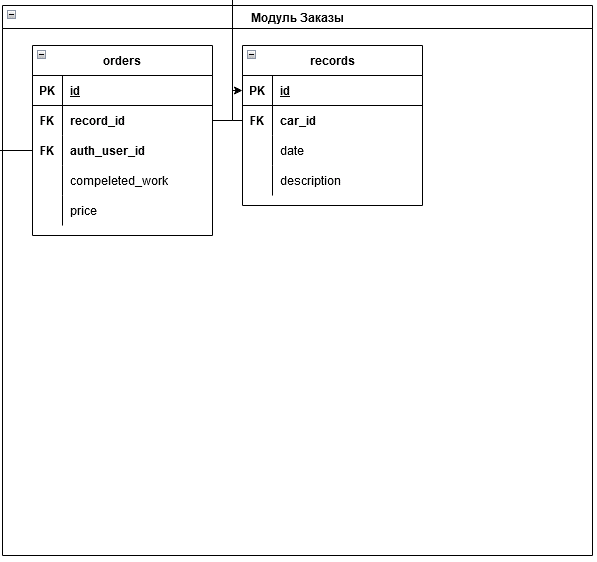 Модуль Заказы
orders
PK id
FK record_id
FK auth_user_id
compeleted_work
price
records
PK id
FK car_id
date
description